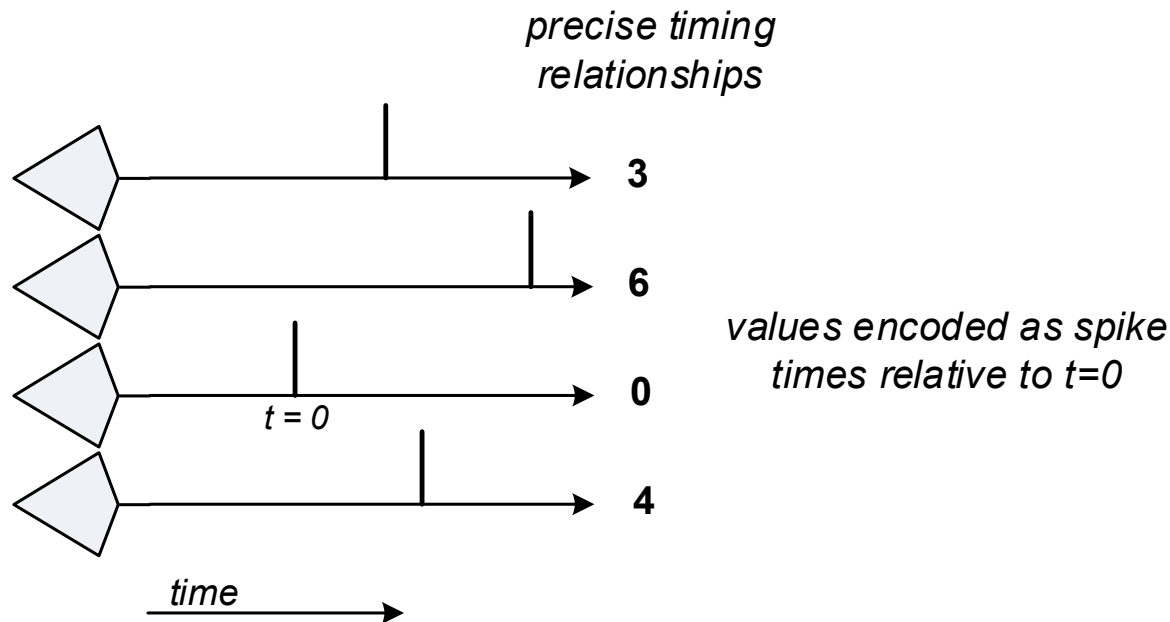 precise timing
relationships
3
6
values encoded as spike
times relative to t=0
0
t = 0
4
time